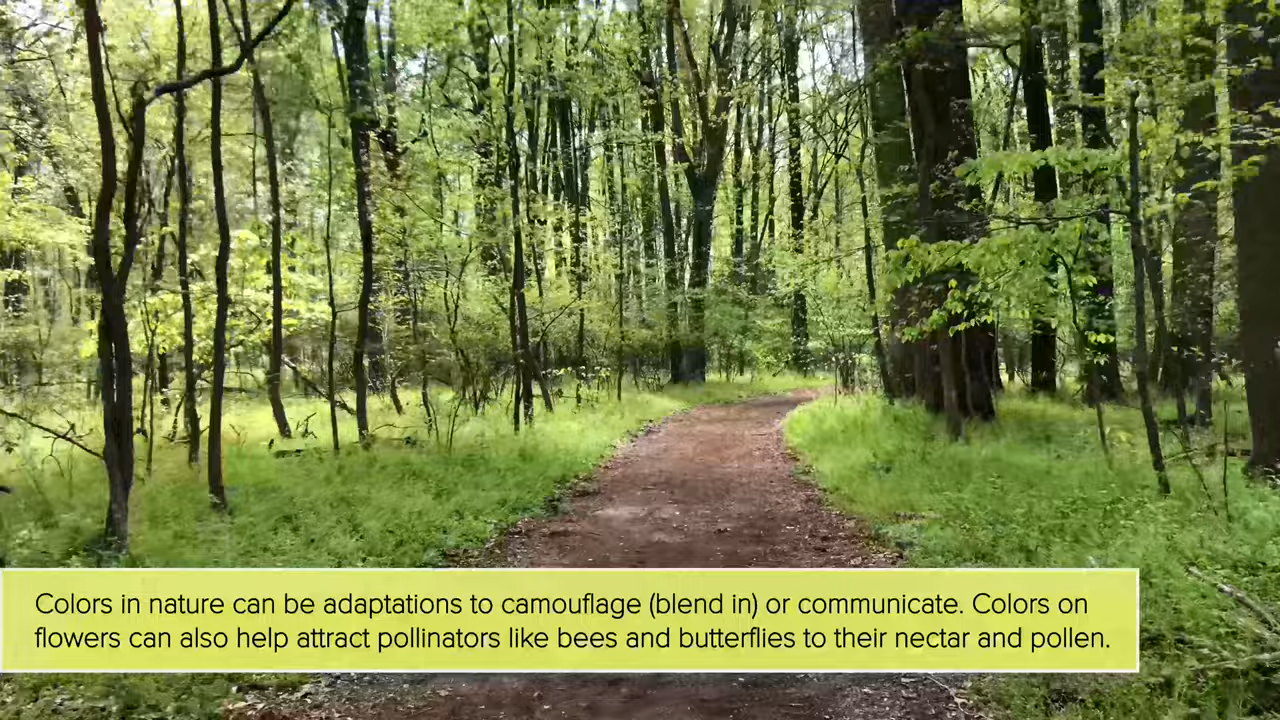 Colors in nature can be adaptations to camouflage (blend in) or communicate. Colors on
flowers can also help attract pollinators like bees and butterflies to their nectar and pollen.